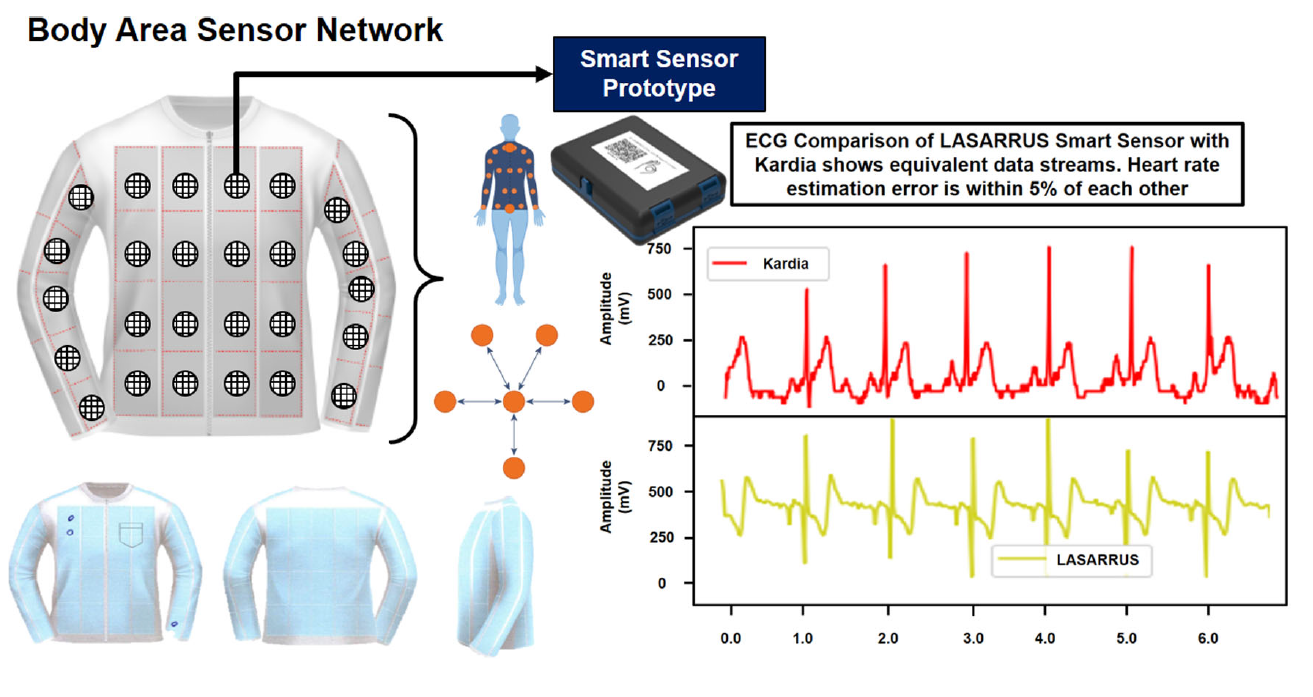 Body Area Sensor Network
Smart Sensor
Prototype
ECG Comparison of LASARRUS Smart Sensor with
Kardia shows equivalent data streams. Heart rate
estimation error is within 5% of each other
Amplitude
(mV)
750
500
250
0
Kardia
Amplitude
(mV)
750
500
250
0
LASARRUS
0.0 1.0 2.0 3.0 4.0 5.0 6.0